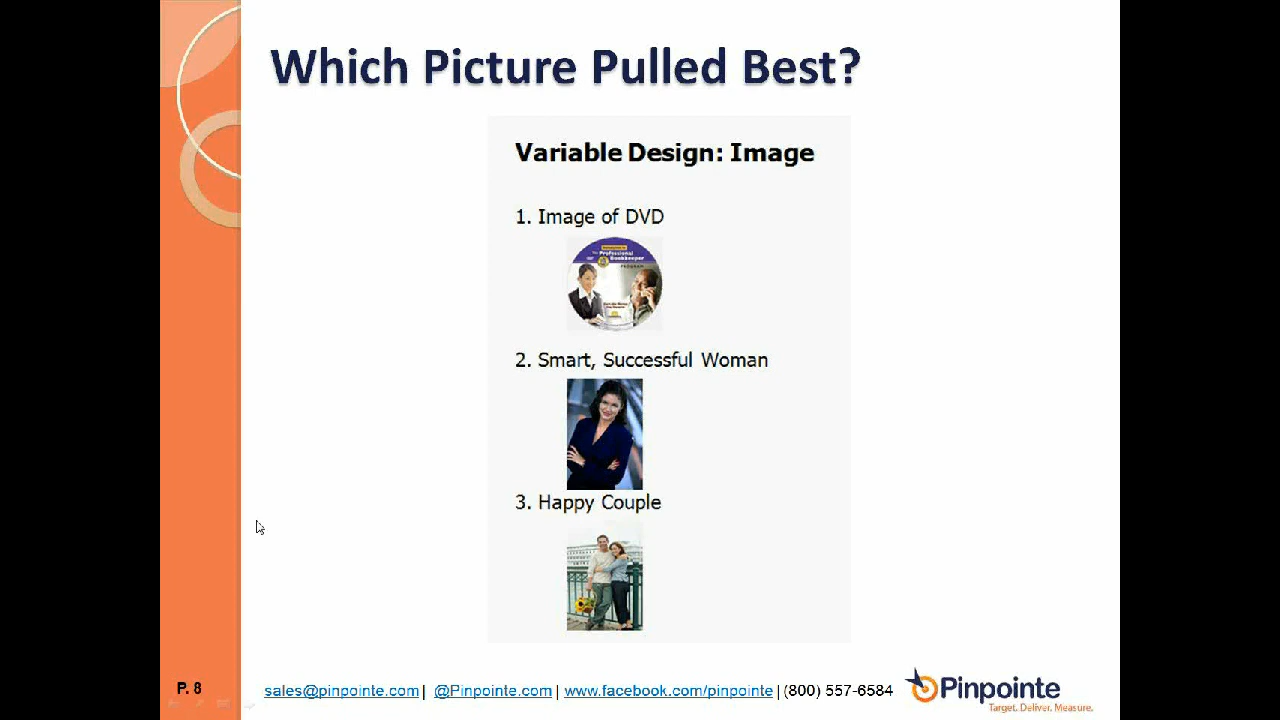 Which Picture Pulled Best?
Variable Design: Image
1. Image of DVD
Professional
Bookkeeper
PROGRAM
2. Smart, Successful Woman
3. Happy Couple
P. 8
sales@pinpointe.com | @Pinpointe.com | www.facebook.com/pinpointe | (800) 557-6584
Pinpointe
Target. Deliver. Measure.